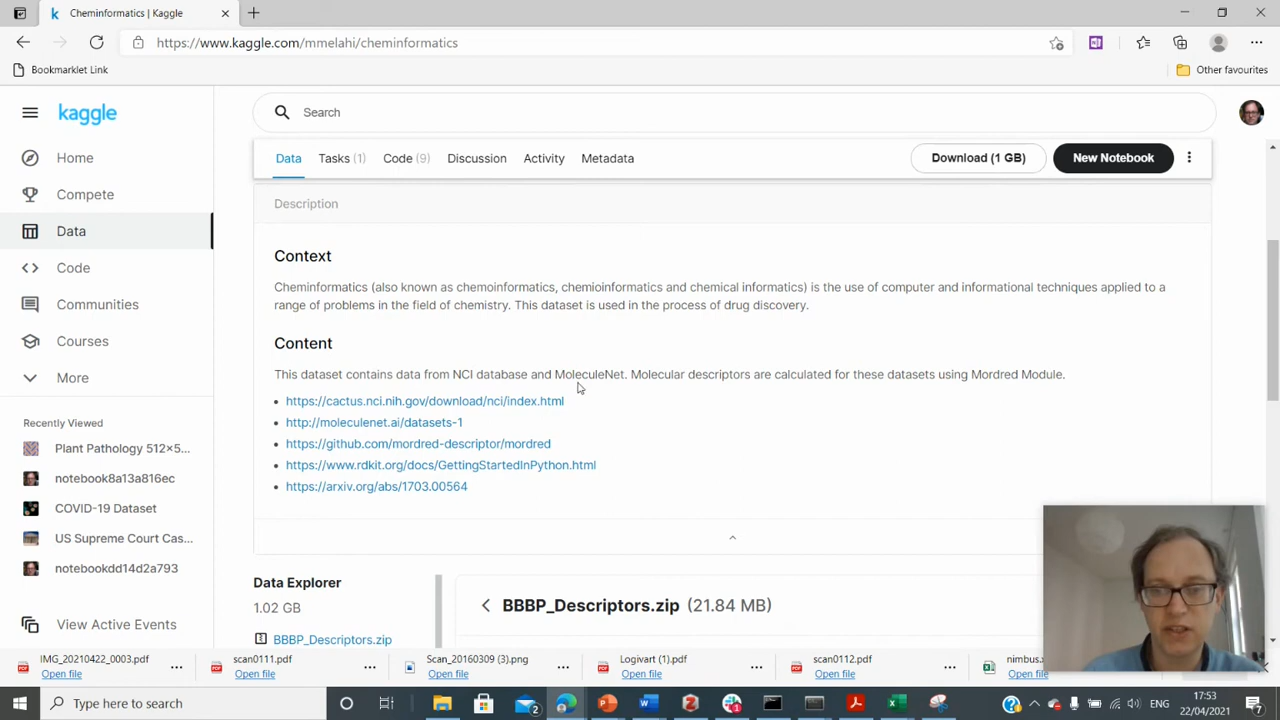 Cheminformatics | Kaggle
https://www.kaggle.com/mmelahi/cheminformatics
Bookmarklet Link
Other favourites
kaggle
Search
Home
Compete
Data
Code
Communities
Courses
More
Recently Viewed
Plant Pathology 512×5...
notebook8a13a816ec
COVID-19 Dataset
US Supreme Court Cas...
notebookdd14d2a793
View Active Events
Data
Tasks (1)
Code (9)
Discussion
Activity
Metadata
Download (1 GB)
New Notebook
Description
Context
Cheminformatics (also known as chemoinformatics, chemioinformatics and chemical informatics) is the use of computer and informational techniques applied to a
range of problems in the field of chemistry. This dataset is used in the process of drug discovery.
Content
This dataset contains data from NCI database and MoleculeNet. Molecular descriptors are calculated for these datasets using Mordred Module.
https://cactus.nci.nih.gov/download/nci/index.html
http://moleculenet.ai/datasets-1
https://github.com/mordred-descriptor/mordred
https://www.rdkit.org/docs/GettingStartedInPython.html
https://arxiv.org/abs/1703.00564
Data Explorer
1.02 GB
BBBP_Descriptors.zip
BBBP_Descriptors.zip (21.84 MB)
IMG_20210422_0003.pdf
Open file
scan0111.pdf
Open file
Scan_20160309 (3).png
Open file
Logivart (1).pdf
Open file
scan0112.pdf
Open file
nimbus.
Open file
Type here to search
2
ENG
17:53
22/04/2021
7